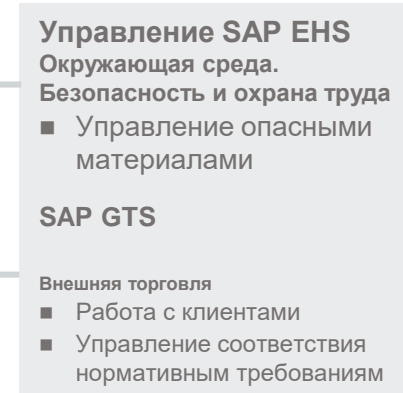 Управление SAP EHS
Окружающая среда.
Безопасность и охрана труда
■ Управление опасными
материалами
SAP GTS
Внешняя торговля
■ Работа с клиентами
■ Управление соответствия
нормативным требованиям